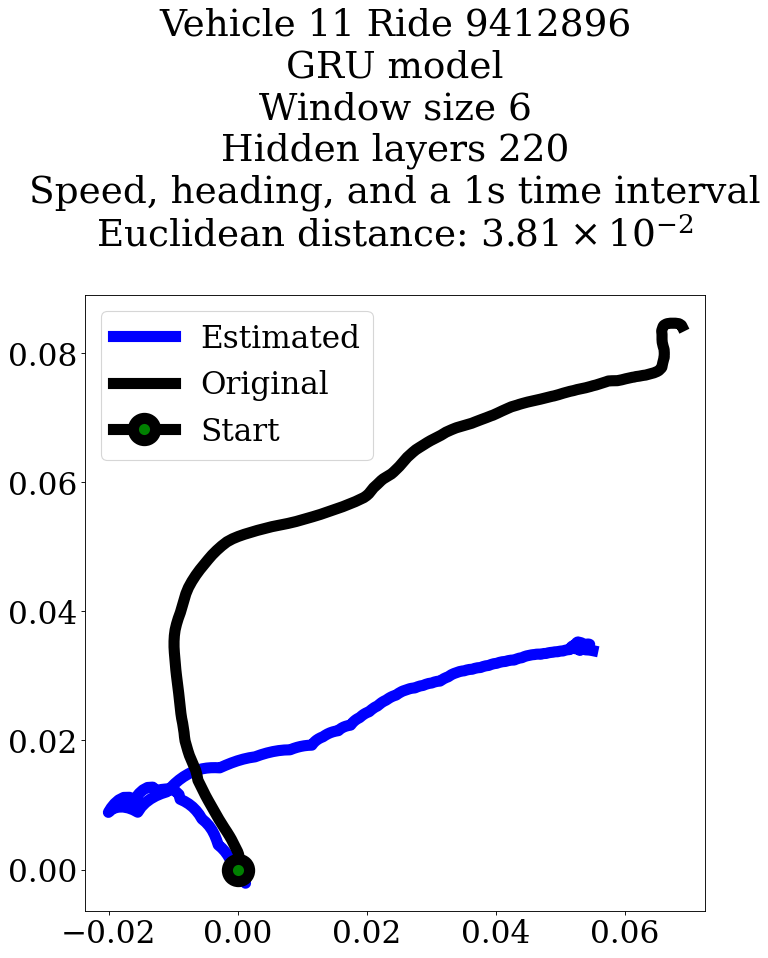 Vehicle 11 Ride 9412896
GRU model
Window size 6
Hidden layers 220
Speed, heading, and a 1s time interval
Euclidean distance: 3.81 × 10⁻²
Estimated
Original
Start
0.08
0.06
0.04
0.02
0.00
−0.02 0.00 0.02 0.04 0.06